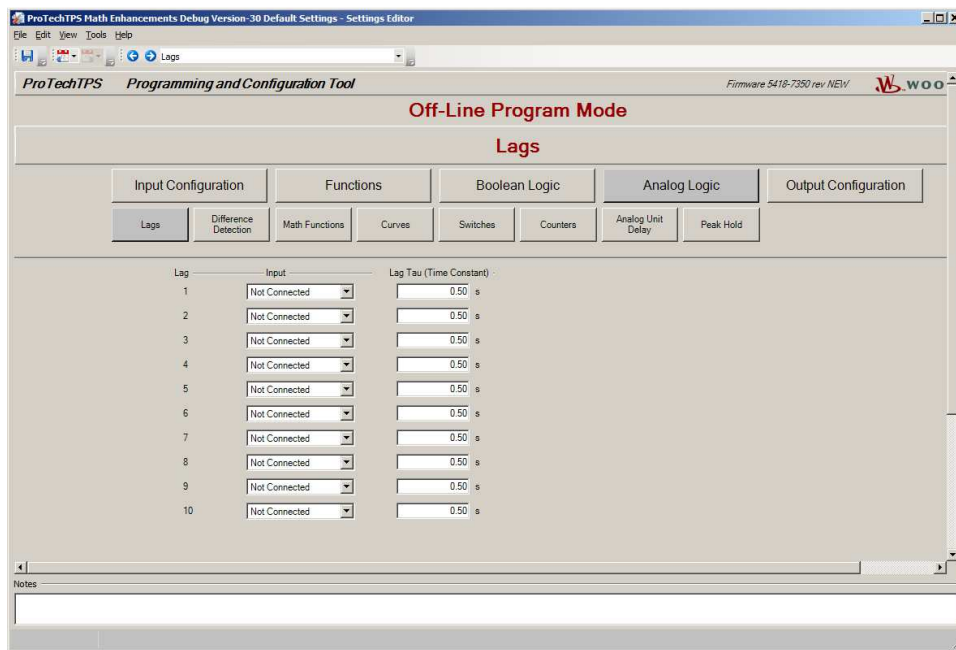 ProTechTPS Math Enhancements Debug Version-30 Default Settings - Settings Editor
File Edit View Tools Help
Lags
ProTechTPS Programming and Configuration Tool Firmware 5418-7350 rev NEW WOO
Off-Line Program Mode
Lags
Input Configuration Functions Boolean Logic Analog Logic Output Configuration
Lags Difference Detection Math Functions Curves Switches Counters Analog Unit Delay Peak Hold
Lag Input Lag Tau (Time Constant)
1 Not Connected 0.50 s
2 Not Connected 0.50 s
3 Not Connected 0.50 s
4 Not Connected 0.50 s
5 Not Connected 0.50 s
6 Not Connected 0.50 s
7 Not Connected 0.50 s
8 Not Connected 0.50 s
9 Not Connected 0.50 s
10 Not Connected 0.50 s
Notes